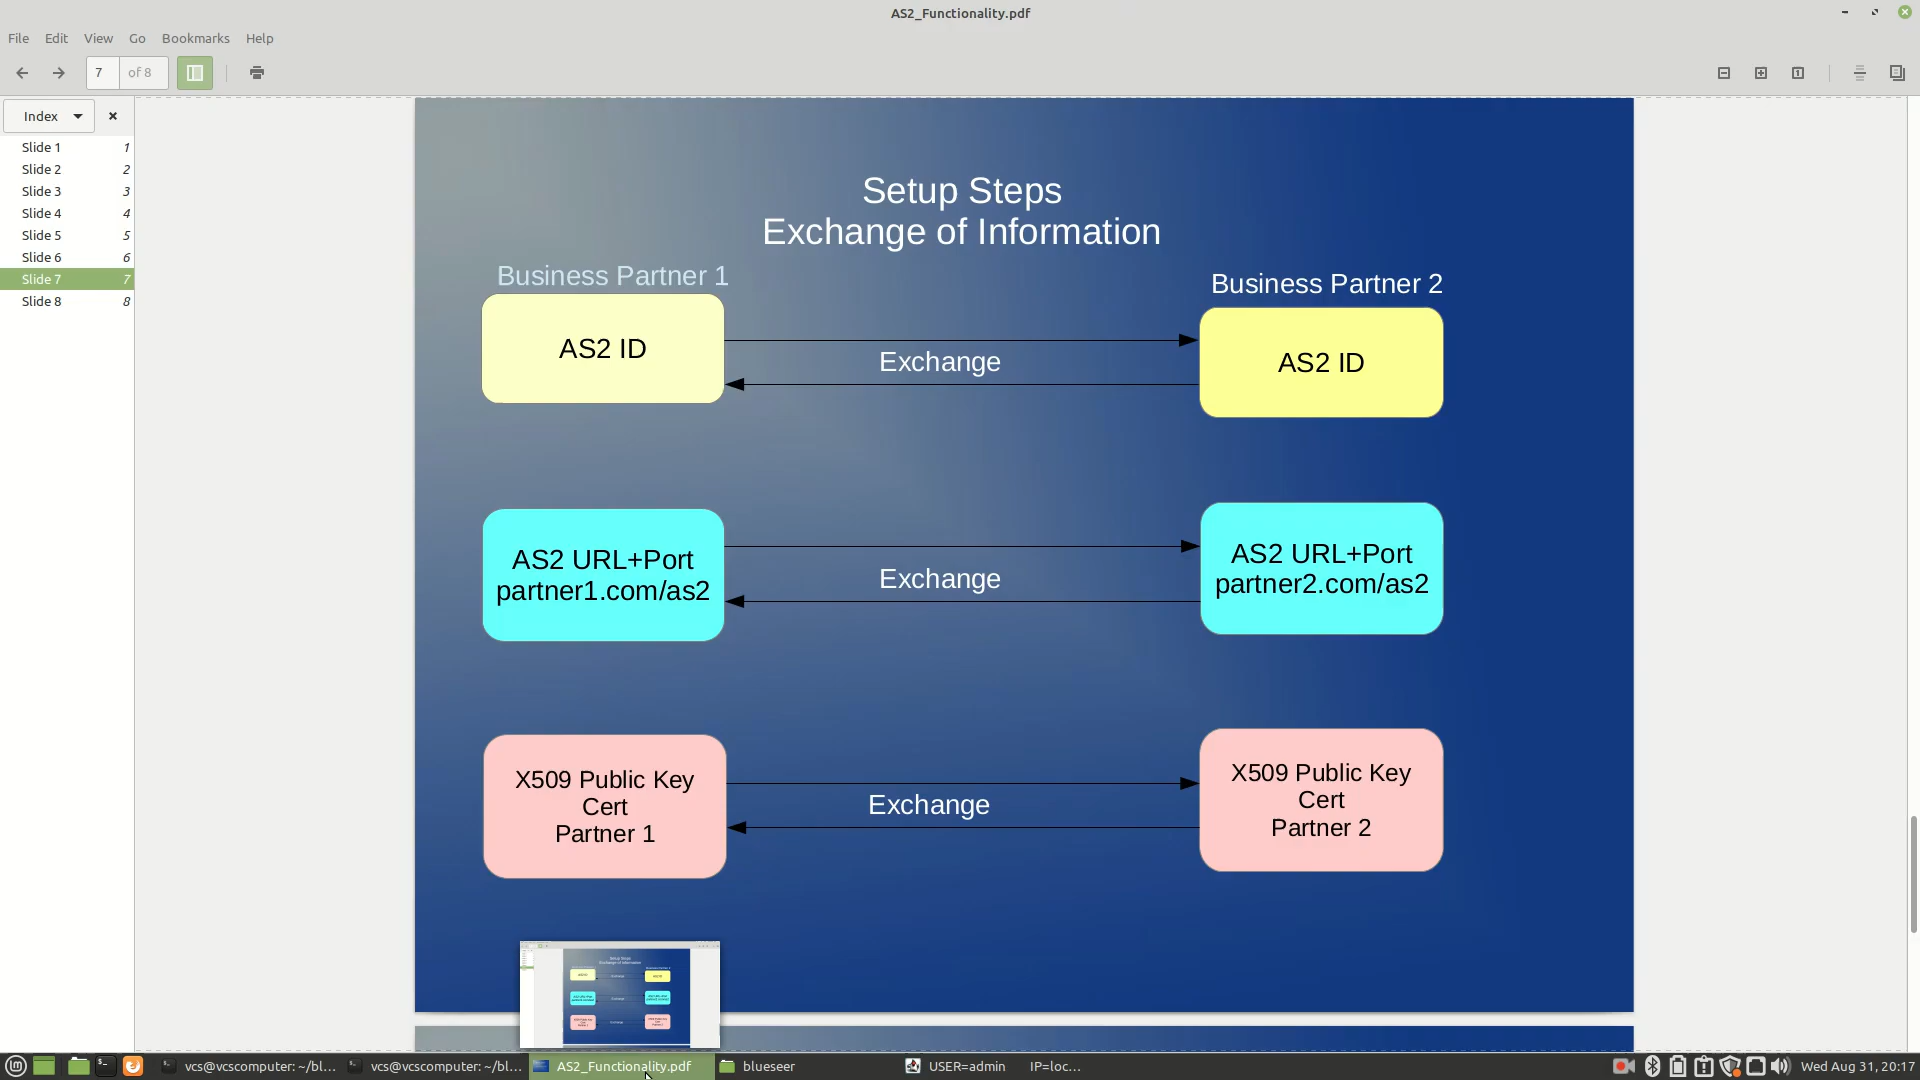 AS2_Functionality.pdf
File Edit View Go Bookmarks Help
7 of 8
Index
Slide 1 1
Slide 2 2
Slide 3 3
Slide 4 4
Slide 5 5
Slide 6 6
Slide 7 7
Slide 8 8
Setup Steps
Exchange of Information
Business Partner 1
Business Partner 2
AS2 ID
Exchange
AS2 ID
AS2 URL+Port
partner1.com/as2
Exchange
AS2 URL+Port
partner2.com/as2
X509 Public Key
Cert
Partner 1
Exchange
X509 Public Key
Cert
Partner 2
vcs@vcscomputer: ~/bl...
vcs@vcscomputer: ~/bl...
AS2_Functionality.pdf
blueseer
USER=admin IP=loc...
Wed Aug 31, 20:17